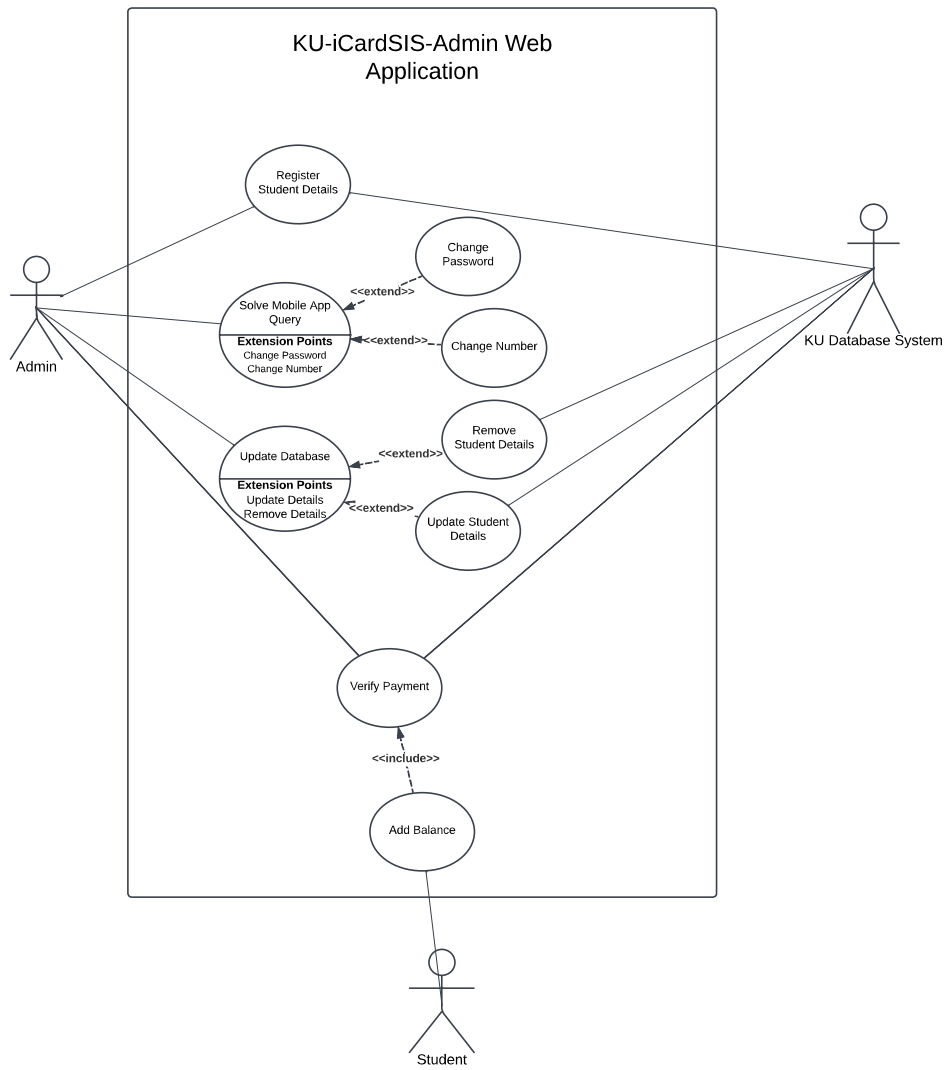 KU-iCardSIS-Admin Web
Application
Register
Student Details
Change
Password
<<extend>>
Solve Mobile App
Query
Extension Points
Change Password
Change Number
<<extend>>
Change Number
Admin
KU Database System
Remove
Student Details
<<extend>>
Update Database
Extension Points
Update Details
Remove Details
<<extend>>
Update Student
Details
Verify Payment
<<include>>
Add Balance
Student